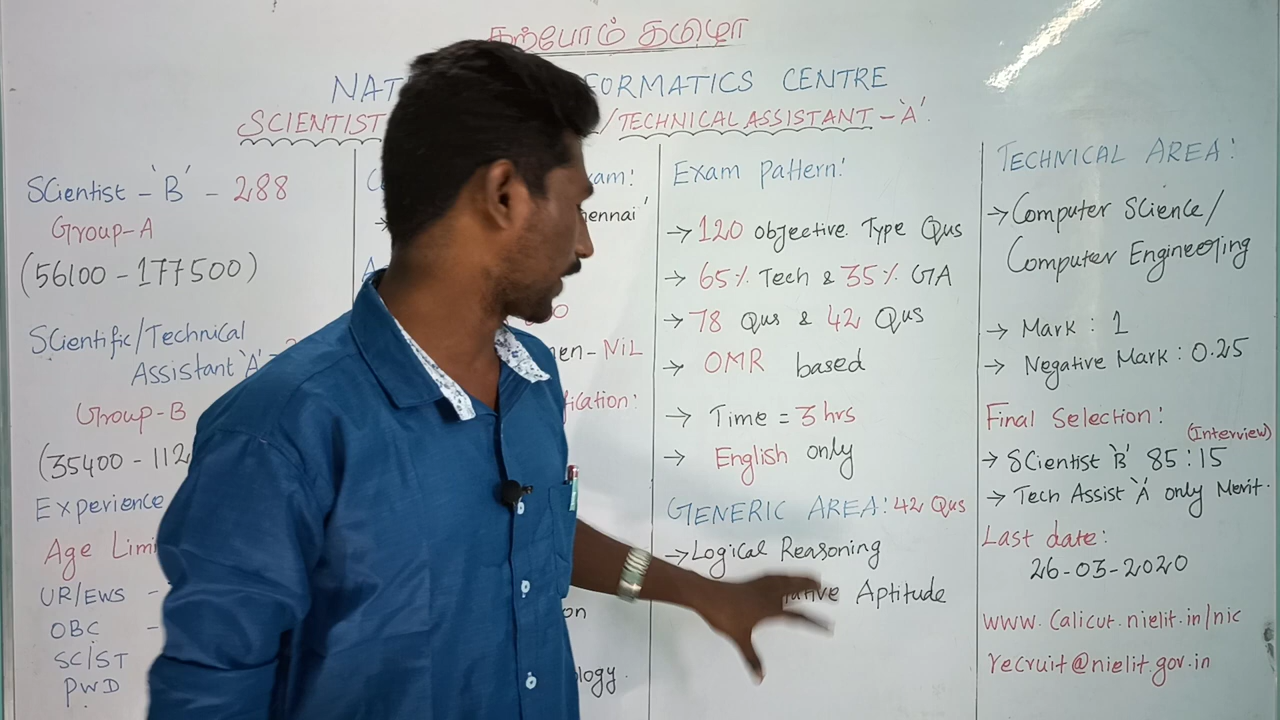 கற்போம் தமிழா
NAT FORMATICS CENTRE
SCIENTIST /TECHNICAL ASSISTANT - 'A'.
Scientist - 'B' - 288
Group-A
(56100 - 177500)
Scientific/Technical
Assistant 'A' -
Group-B
(35400 - 112
Experience
Age Limi
UR/EWS -
OBC -
SC/ST
PWD
xam:
hennai'
en - NiL
fication:
on
logy.
Exam pattern:
→ 120 objective Type Qus
→ 65% Tech & 35% GA
→ 78 Qus & 42 Qus
→ OMR based
→ Time = 3 hrs
→ English only
GENERIC AREA: 42 Qus
→ Logical Reasoning
ative Aptitude
TECHNICAL AREA:
→ Computer Science/
Computer Engineering
→ Mark : 1
→ Negative Mark : 0.25
Final Selection:
(Interview)
→ Scientist 'B' 85 : 15
→ Tech Assist 'A' only Merit.
Last date:
26-03-2020
www.calicut.nielit.in/nic
recruit@nielit.gov.in